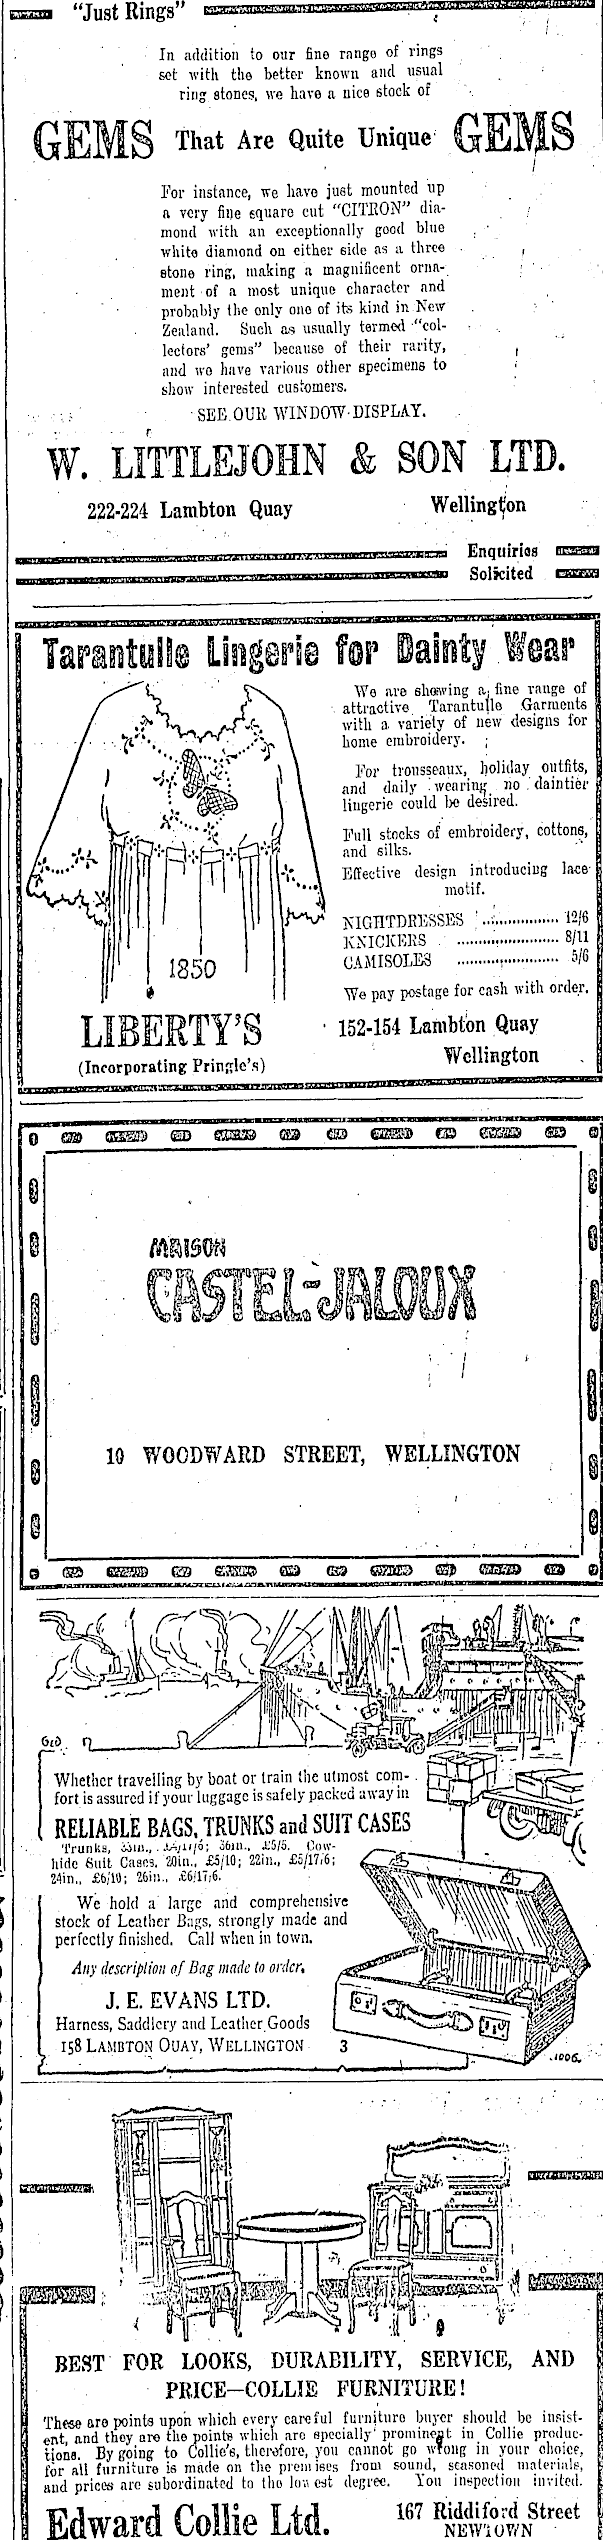 "Just Rings"
In addition to our fine range of rings
set with the better known and usual
ring stones, we have a nice stock of
GEMS That Are Quite Unique GEMS
For instance, we have just mounted up
a very fine square cut "CITRON" dia-
mond with an exceptionally good blue
white diamond on either side as a three
stone ring, making a magnificent orna-
ment of a most unique character and
probably the only one of its kind in New
Zealand. Such as usually termed "col-
lectors' gems" because of their rarity,
and we have various other specimens to
show interested customers.
SEE OUR WINDOW DISPLAY.
W. LITTLEJOHN & SON LTD.
222-224 Lambton Quay Wellington
Enquiries
Solicited
Tarantulle Lingerie for Dainty Wear
We are showing a fine range of
attractive Tarantulle Garments
with a variety of new designs for
home embroidery.
For trousseaux, holiday outfits,
and daily wearing no daintier
lingerie could be desired.
Full stocks of embroidery, cottons,
and silks.
Effective design introducing lace
motif.
NIGHTDRESSES ................. 12/6
KNICKERS ........................ 8/11
CAMISOLES ........................ 5/6
We pay postage for cash with order.
1850
LIBERTY'S
(Incorporating Pringle's)
152-154 Lambton Quay
Wellington
MAISON
CASTEL-JALOUX
10 WOODWARD STREET, WELLINGTON
Whether travelling by boat or train the utmost com-
fort is assured if your luggage is safely packed away in
RELIABLE BAGS, TRUNKS and SUIT CASES
Trunks, 33in., 36in., £5/5. Cow-
hide Suit Cases, 20in., £5/10; 22in., £5/17/6;
24in., £6/10; 26in., £6/17/6.
We hold a large and comprehensive
stock of Leather Bags, strongly made and
perfectly finished. Call when in town.
Any description of Bag made to order.
J. E. EVANS LTD.
Harness, Saddlery and Leather Goods
158 LAMBTON QUAY, WELLINGTON 3
1006
BEST FOR LOOKS, DURABILITY, SERVICE, AND
PRICE—COLLIE FURNITURE!
These are points upon which every careful furniture buyer should be insist-
ent, and they are the points which are specially prominent in Collie produc-
tions. By going to Collie's, therefore, you cannot go wrong in your choice,
for all furniture is made on the premises from sound, seasoned materials,
and prices are subordinated to the lowest degree. You inspection invited.
Edward Collie Ltd.
167 Riddiford Street
NEWTOWN